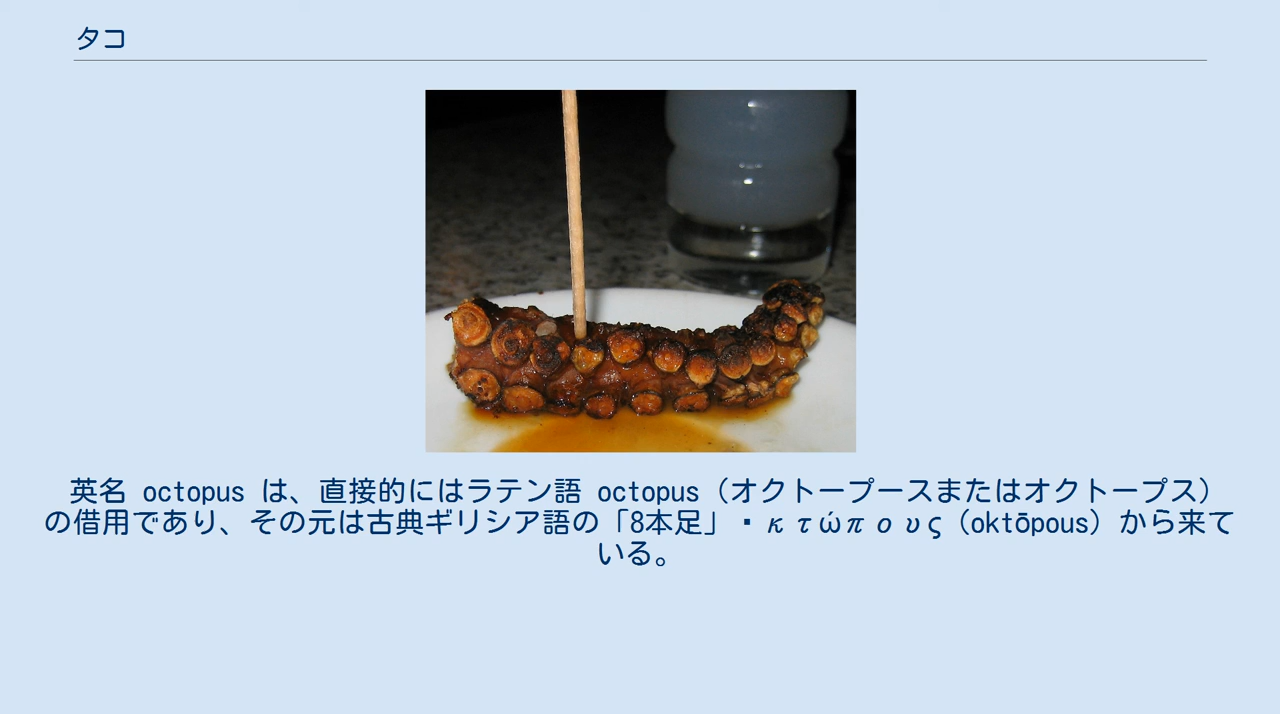 タコ
英名 octopus は、直接的にはラテン語 octopus（オクトープースまたはオクトープス）
の借用であり、その元は古典ギリシア語の「8本足」▪κτώπους（oktōpous）から来て
いる。